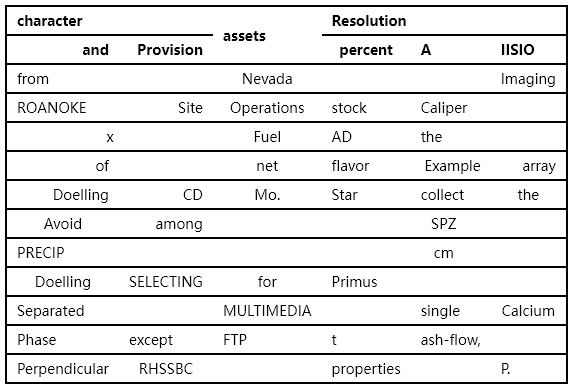 character assets Resolution
and Provision percent A IISIO
from Nevada Imaging
ROANOKE Site Operations stock Caliper
x Fuel AD the
of net flavor Example array
Doelling CD Mo. Star collect the
Avoid among SPZ
PRECIP cm
Doelling SELECTING for Primus
Separated MULTIMEDIA single Calcium
Phase except FTP t ash-flow,
Perpendicular RHSSBC properties P.